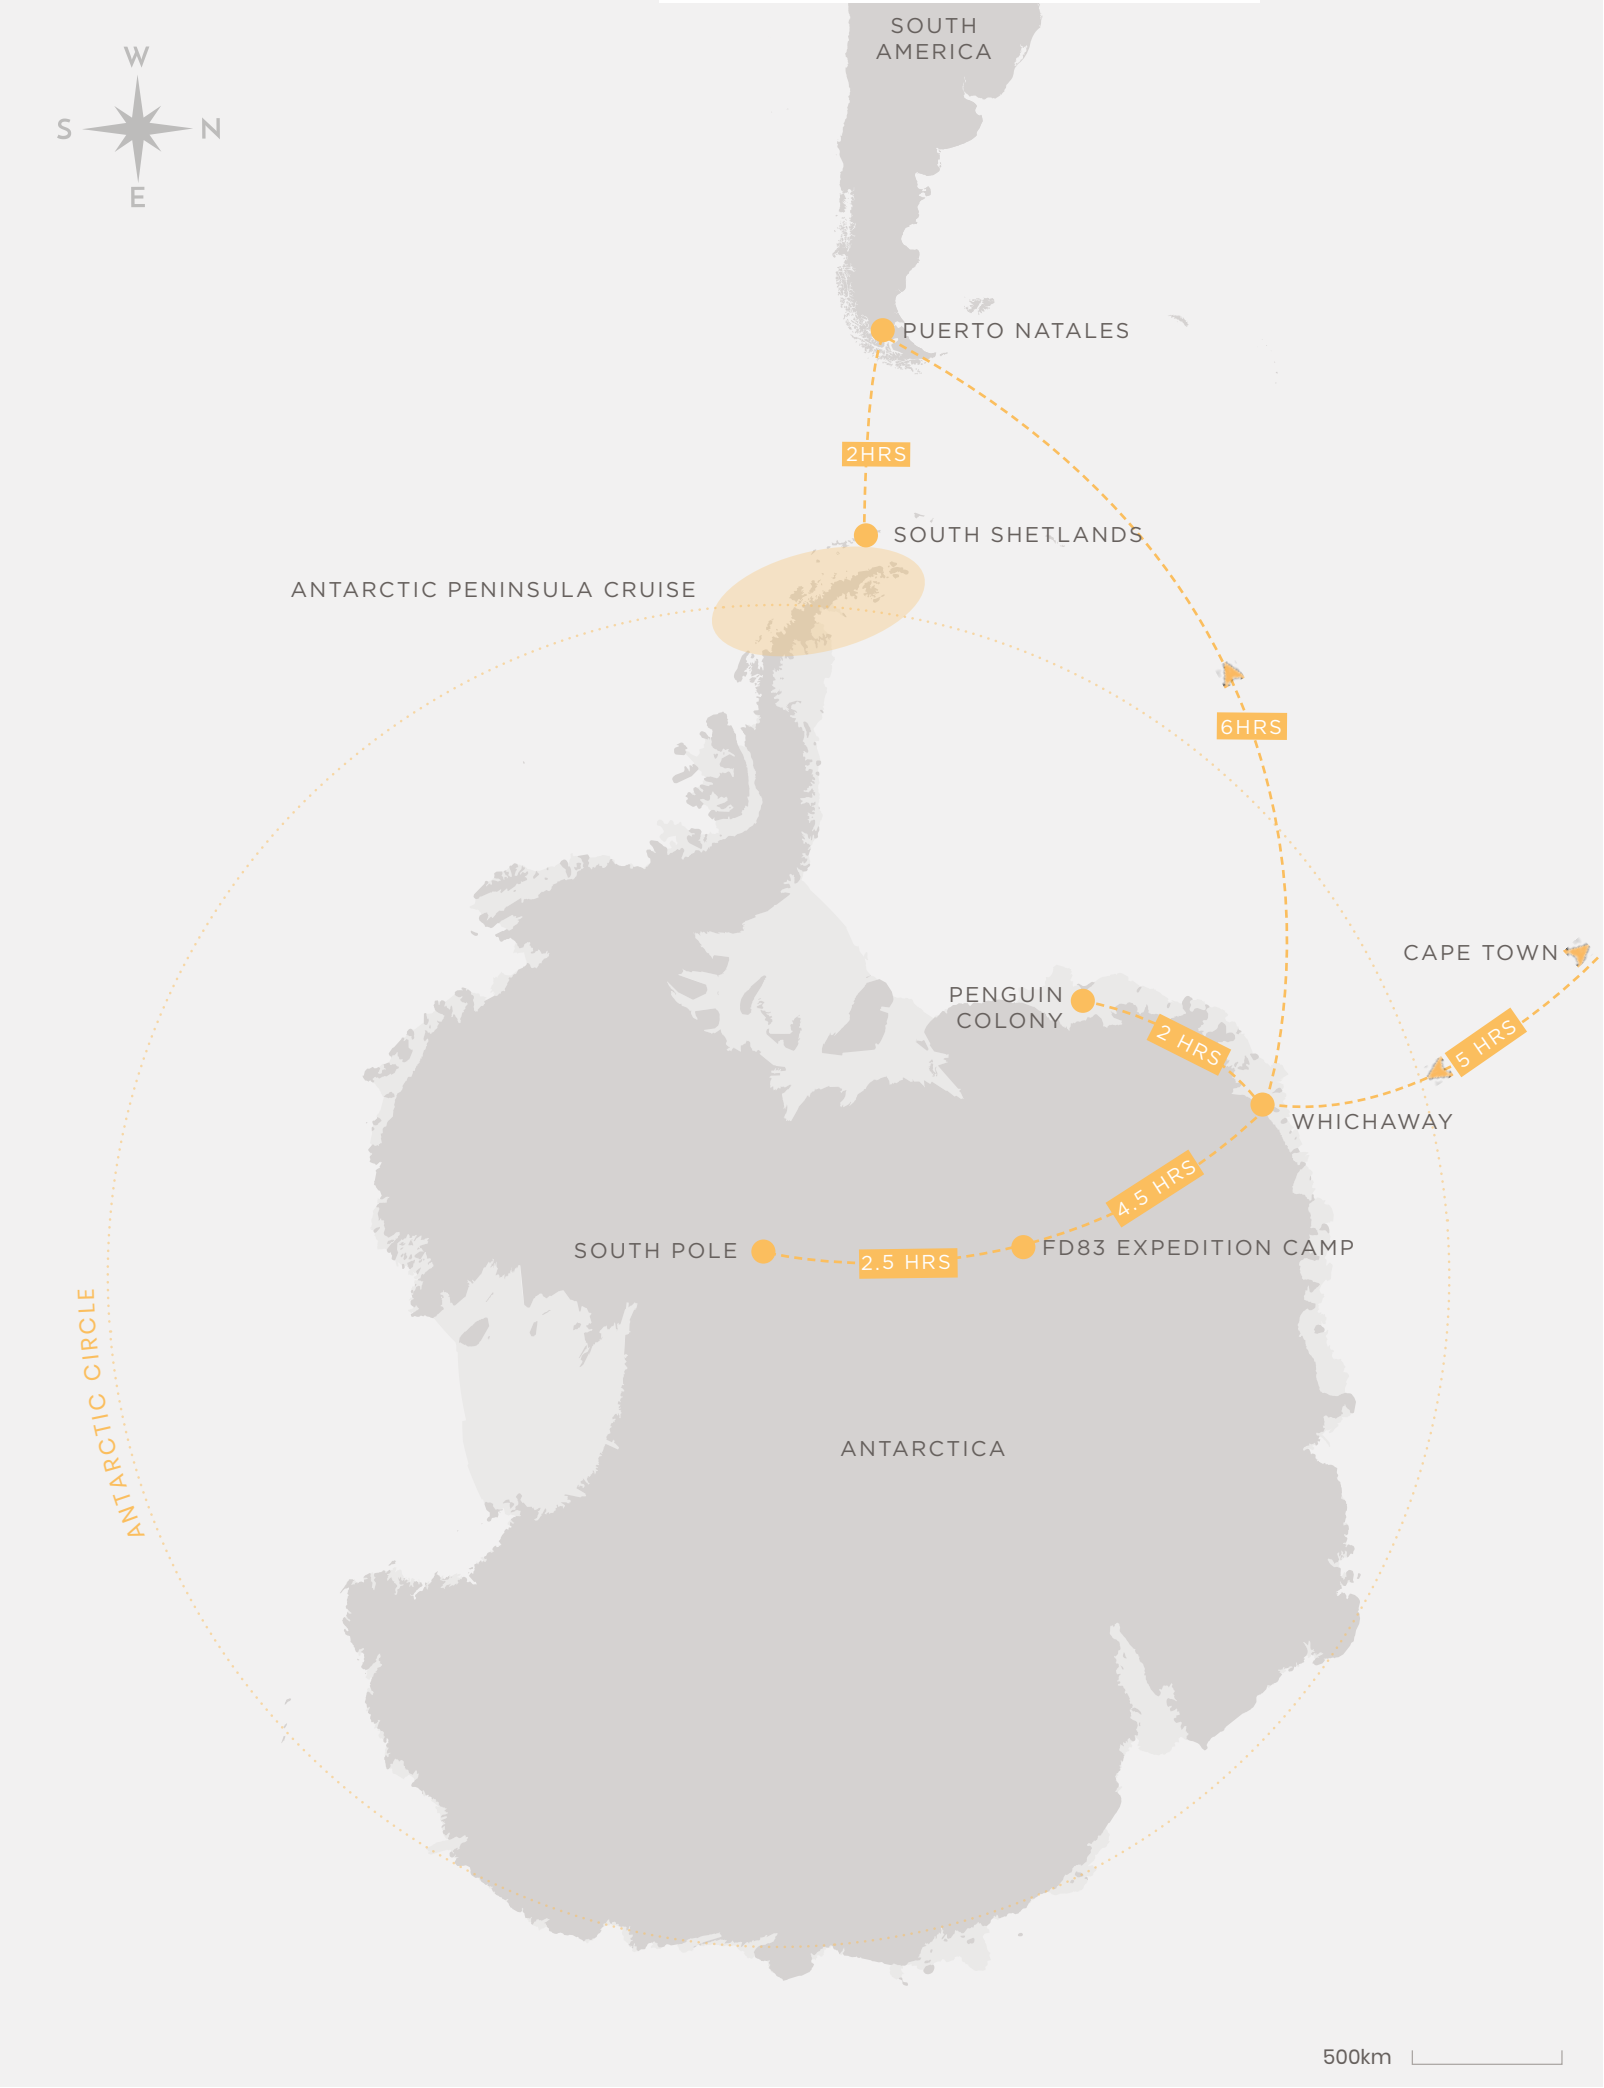 SOUTH
AMERICA
W
S
N
E
PUERTO NATALES
2HRS
SOUTH SHETLANDS
ANTARCTIC PENINSULA CRUISE
6HRS
CAPE TOWN
PENGUIN
COLONY
2 HRS
5 HRS
WHICHAWAY
4.5 HRS
SOUTH POLE
2.5 HRS
FD83 EXPEDITION CAMP
ANTARCTIC CIRCLE
ANTARCTICA
500km